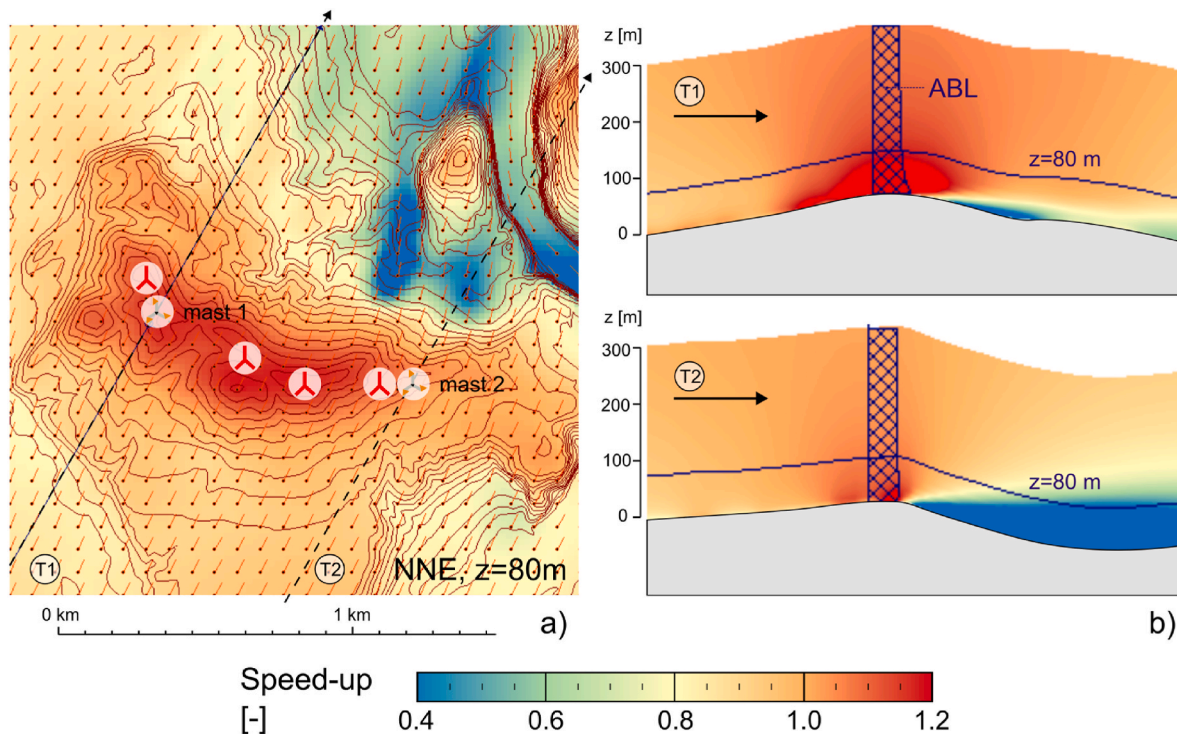 mast 1
mast 2
T1
T2
NNE, z=80m
0 km
1 km
a)
z [m]
300
200
100
0
T1
ABL
z=80 m
z [m]
300
200
100
0
T2
z=80 m
b)
Speed-up
[-]
0.4
0.6
0.8
1.0
1.2